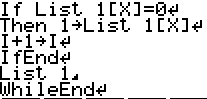 If List 1[X]=0↵
Then 1→List 1[X]↵
I+1→I↵
IfEnd↵
List 1◢
WhileEnd↵